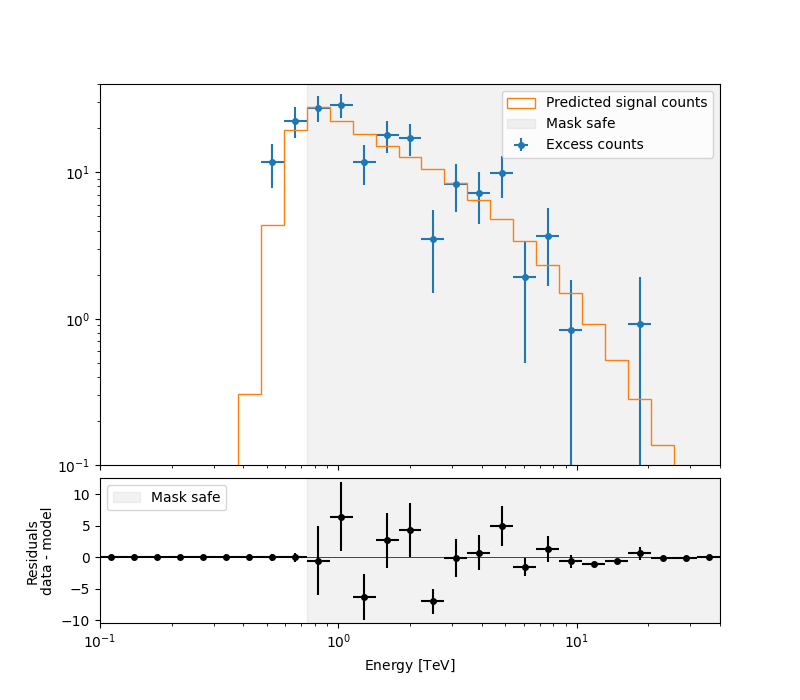 Predicted signal counts
Mask safe
Excess counts
10¹
10⁰
10⁻¹
Mask safe
10
5
0
−5
−10
Residuals
data - model
10⁻¹
10⁰
10¹
Energy [TeV]